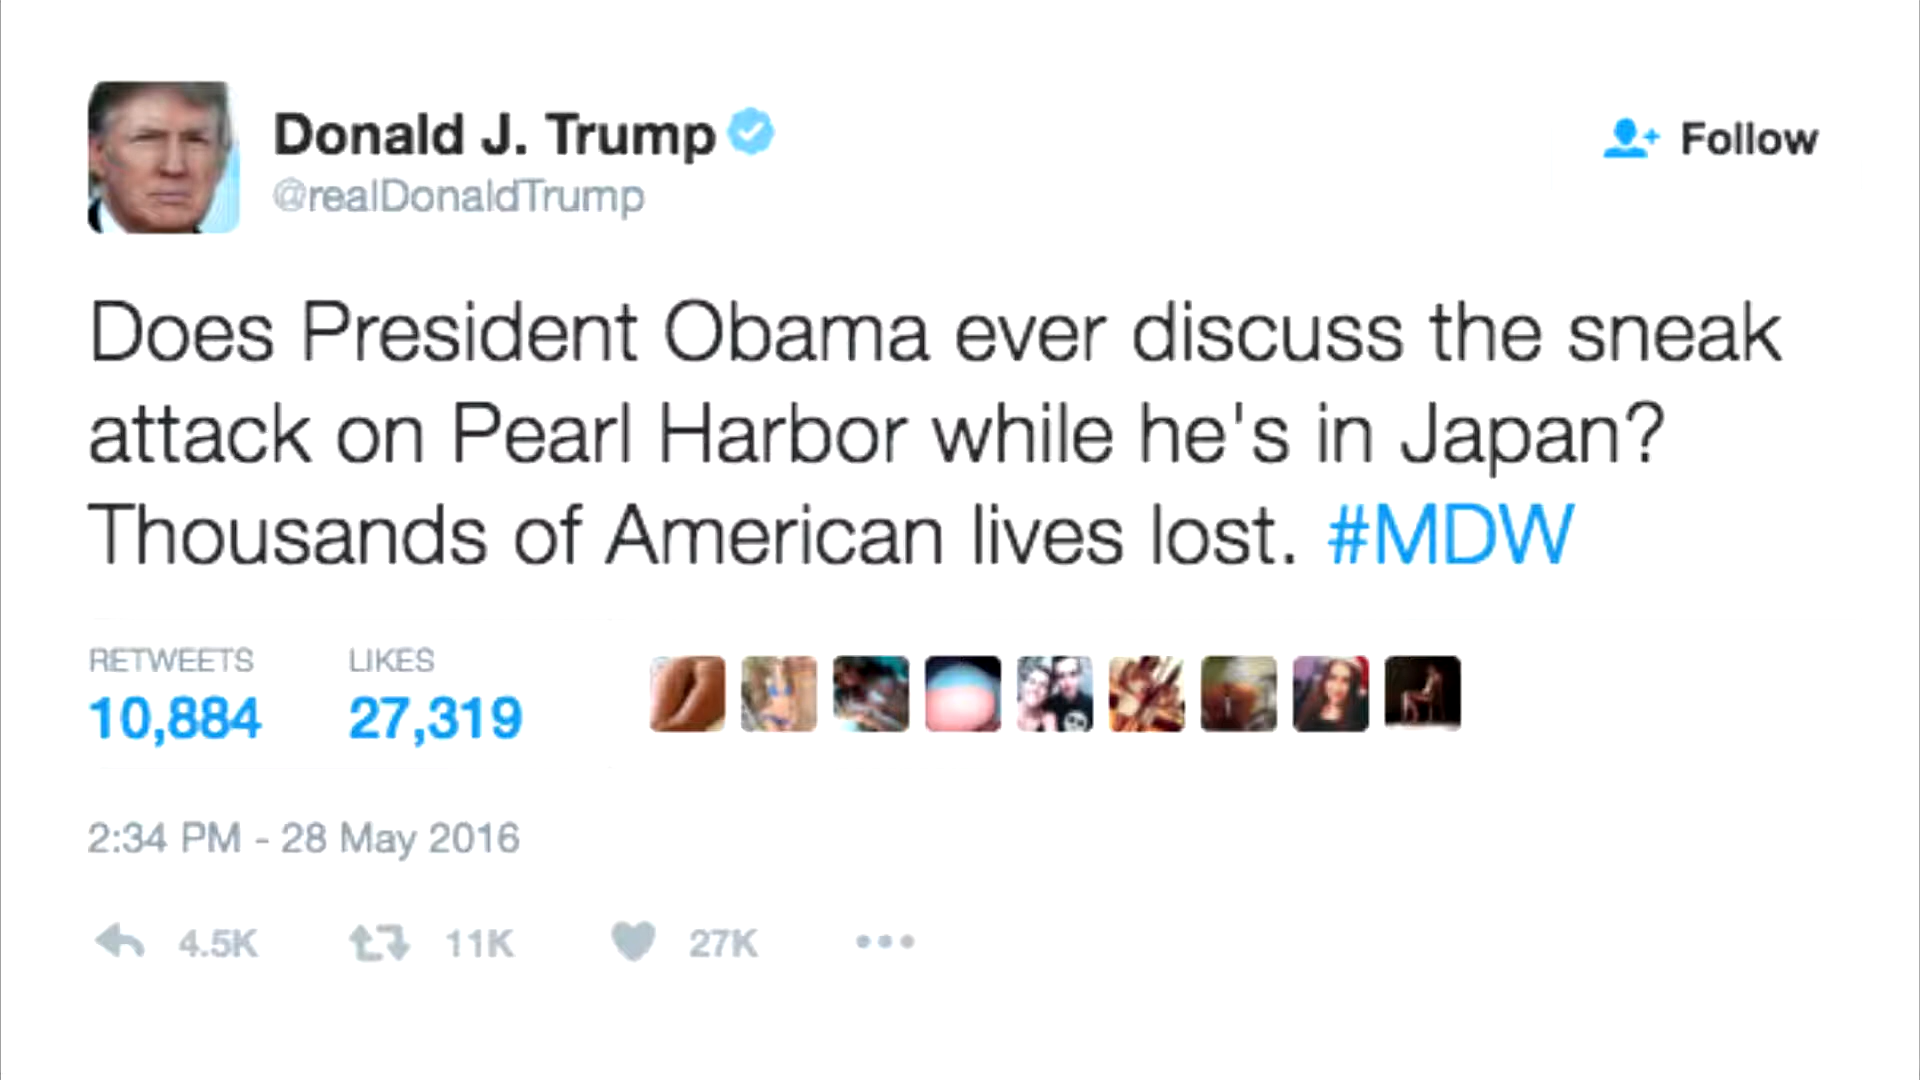 Donald J. Trump
@realDonaldTrump
Follow
Does President Obama ever discuss the sneak
attack on Pearl Harbor while he's in Japan?
Thousands of American lives lost. #MDW
RETWEETS LIKES
10,884 27,319
2:34 PM - 28 May 2016
4.5K 11K 27K